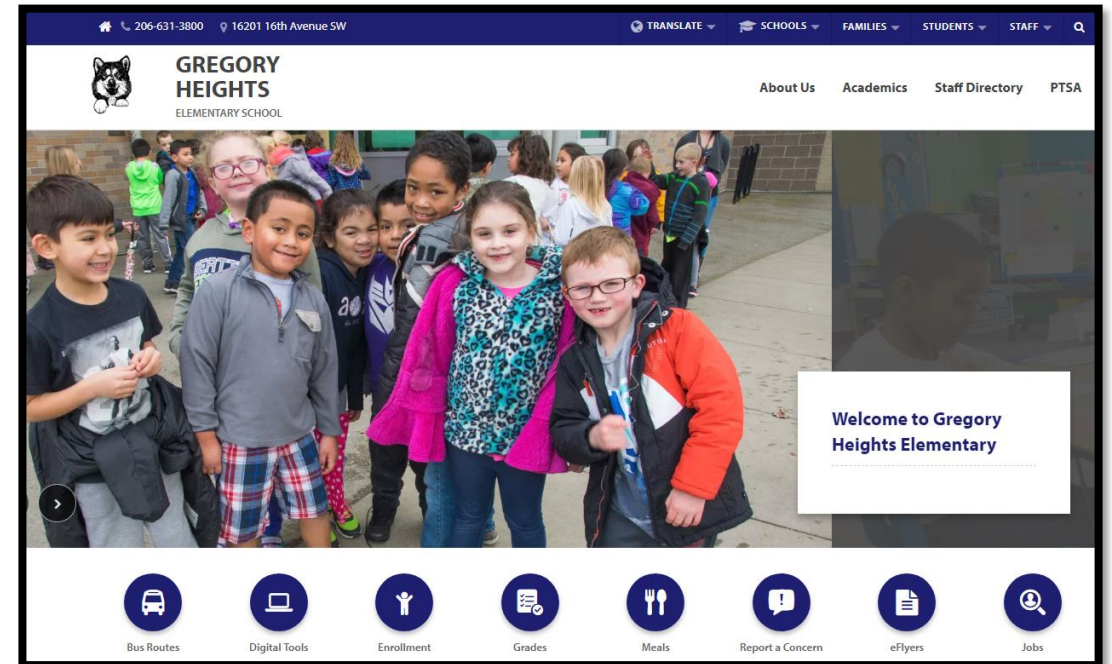 206-631-3800 16201 16th Avenue SW TRANSLATE SCHOOLS FAMILIES STUDENTS STAFF
GREGORY
HEIGHTS
ELEMENTARY SCHOOL
About Us Academics Staff Directory PTSA
Welcome to Gregory
Heights Elementary
Bus Routes Digital Tools Enrollment Grades Meals Report a Concern eFlyers Jobs